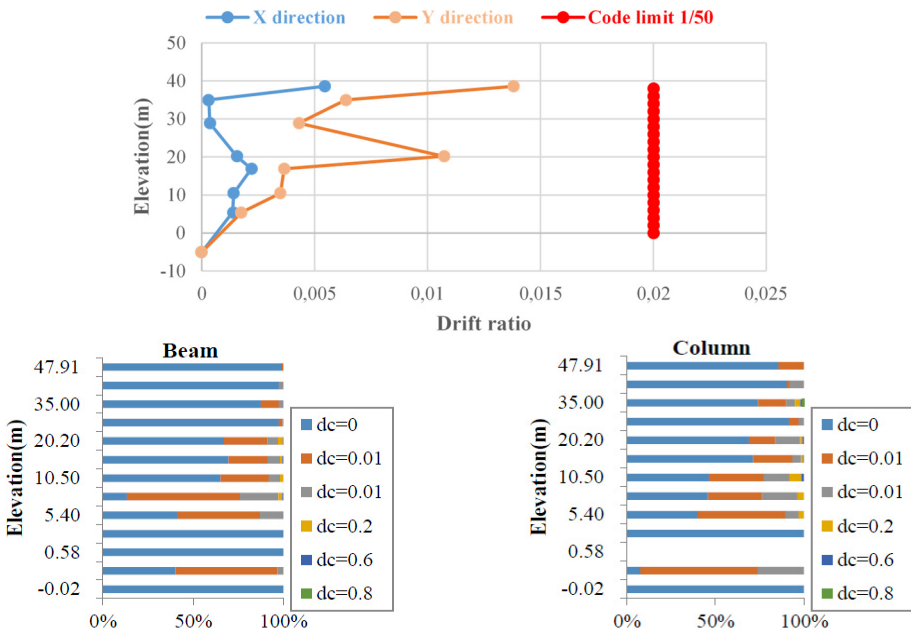 X direction
Y direction
Code limit 1/50
50
40
30
20
10
0
-10
Elevation(m)
0
0,005
0,01
0,015
0,02
0,025
Drift ratio
Beam
Elevation(m)
47.91
35.00
20.20
10.50
5.40
0.58
-0.02
0%
50%
100%
dc=0
dc=0.01
dc=0.01
dc=0.2
dc=0.6
dc=0.8
Column
Elevation(m)
47.91
35.00
20.20
10.50
5.40
0.58
-0.02
0%
50%
100%
dc=0
dc=0.01
dc=0.01
dc=0.2
dc=0.6
dc=0.8